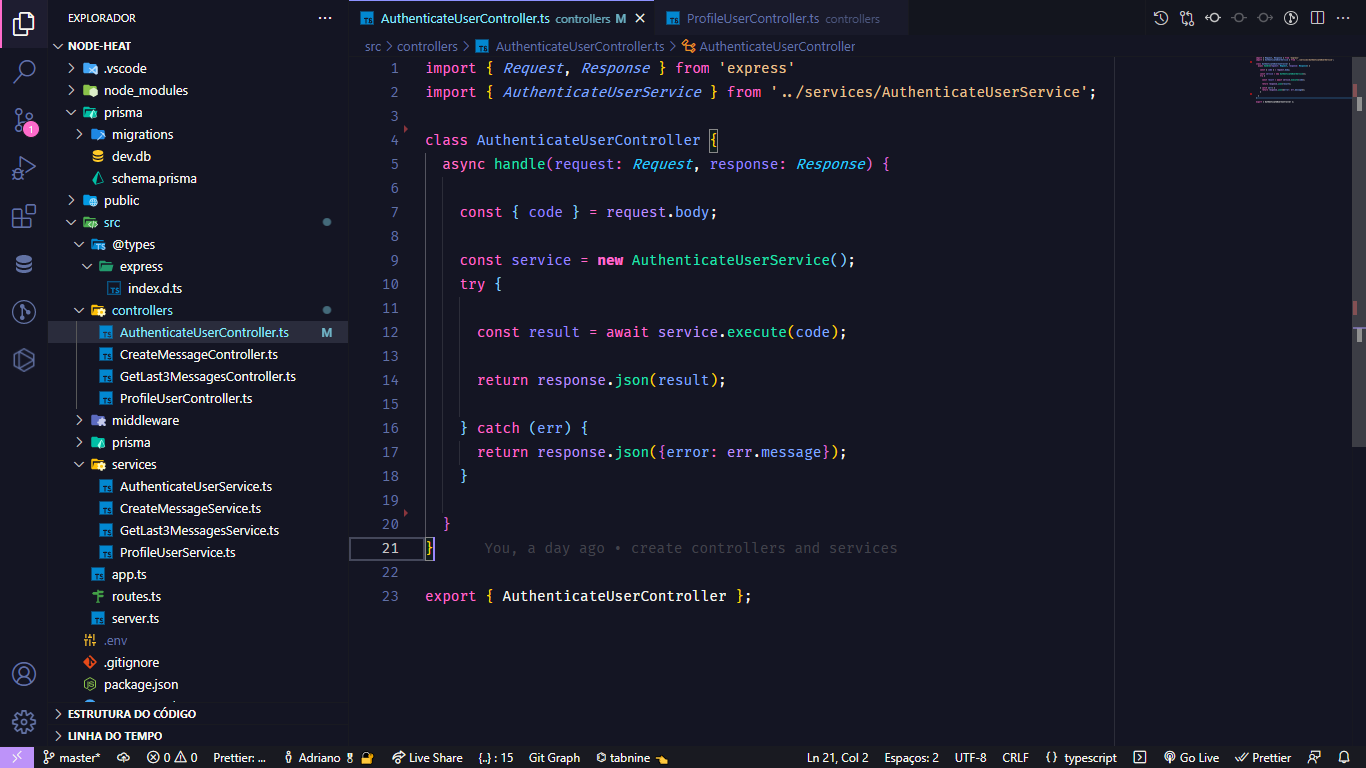 EXPLORADOR
NODE-HEAT
.vscode
node_modules
prisma
migrations
dev.db
schema.prisma
public
src
@types
express
index.d.ts
controllers
AuthenticateUserController.ts M
CreateMessageController.ts
GetLast3MessagesController.ts
ProfileUserController.ts
middleware
prisma
services
AuthenticateUserService.ts
CreateMessageService.ts
GetLast3MessagesService.ts
ProfileUserService.ts
app.ts
routes.ts
server.ts
.env
.gitignore
package.json
ESTRUTURA DO CÓDIGO
LINHA DO TEMPO
1
AuthenticateUserController.ts controllers M
ProfileUserController.ts controllers
src > controllers > AuthenticateUserController.ts > AuthenticateUserController
1 import { Request, Response } from 'express'
2 import { AuthenticateUserService } from '../services/AuthenticateUserService';
3
4 class AuthenticateUserController {
5 async handle(request: Request, response: Response) {
6
7 const { code } = request.body;
8
9 const service = new AuthenticateUserService();
10 try {
11
12 const result = await service.execute(code);
13
14 return response.json(result);
15
16 } catch (err) {
17 return response.json({error: err.message});
18 }
19
20 }
21 } You, a day ago • create controllers and services
22
23 export { AuthenticateUserController };
master* 0 0 Prettier: ... Adriano Live Share {..} : 15 Git Graph tabnine Ln 21, Col 2 Espaços: 2 UTF-8 CRLF {} typescript Go Live Prettier